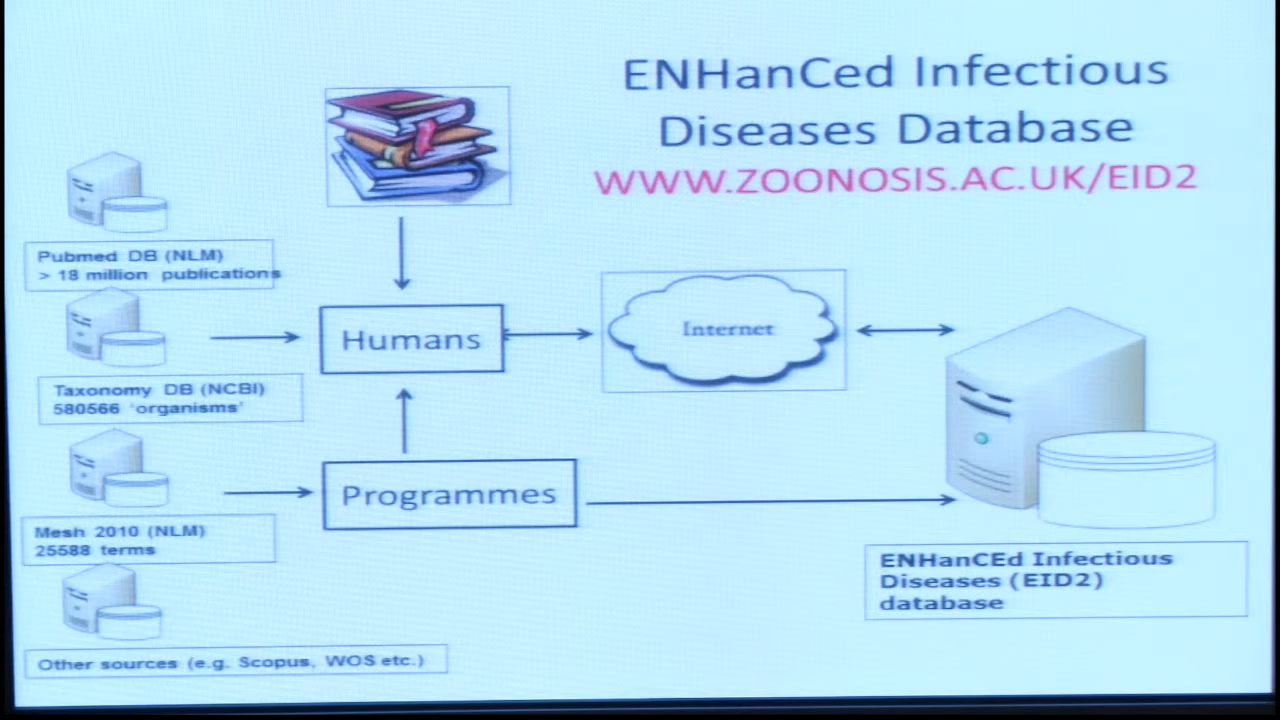 ENHanCed Infectious
Diseases Database
WWW.ZOONOSIS.AC.UK/EID2
Pubmed DB (NLM)
> 18 million publications
Humans
Internet
Taxonomy DB (NCBI)
580566 'organisms'
Programmes
Mesh 2010 (NLM)
25588 terms
ENHanCEd Infectious
Diseases (EID2)
database
Other sources (e.g. Scopus, WOS etc.)